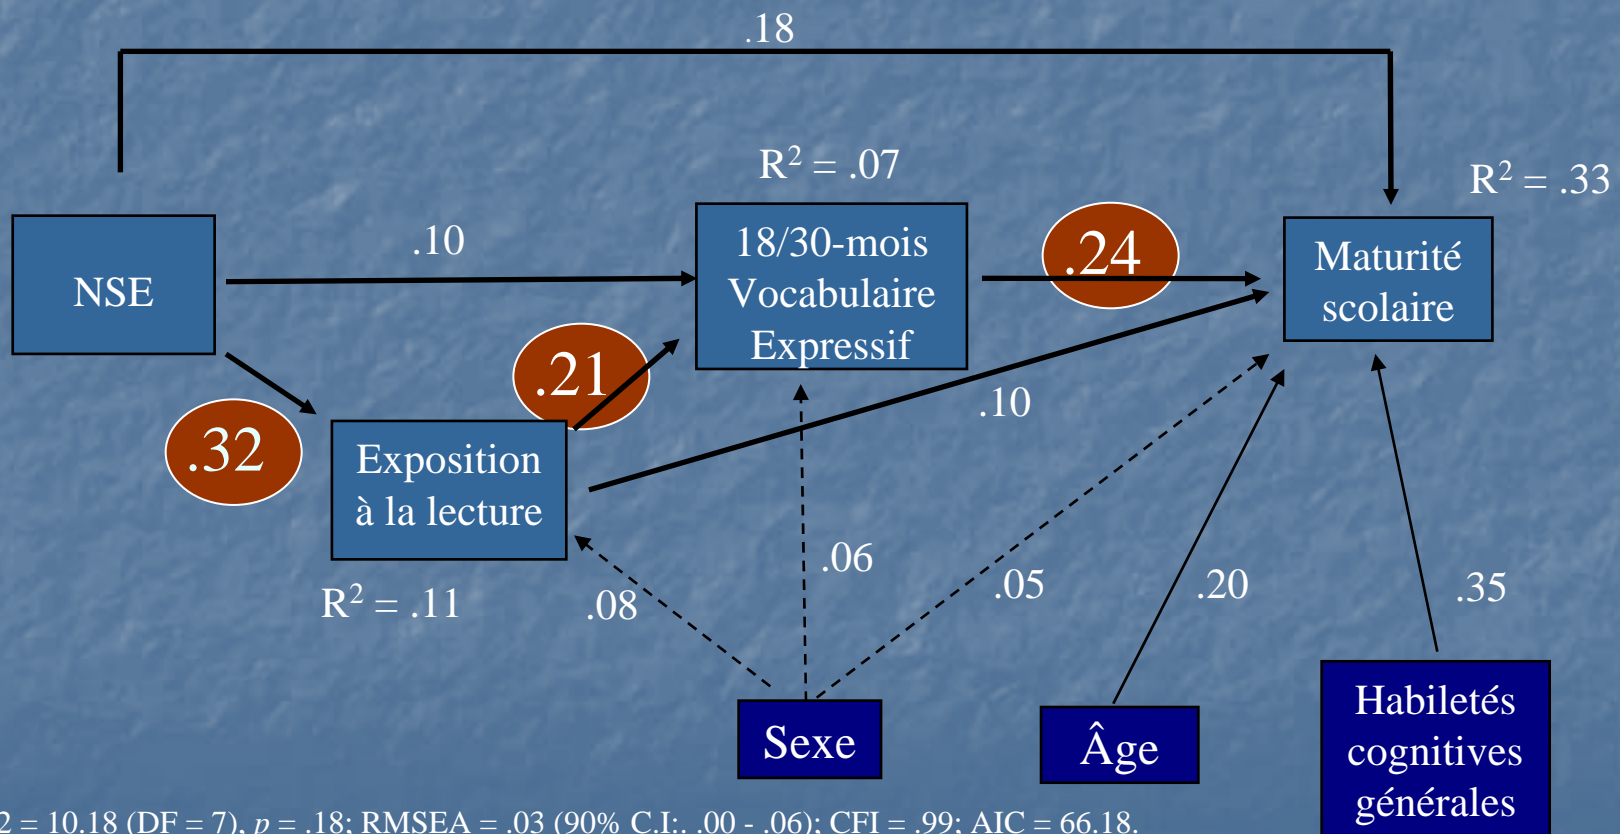 .18
R² = .07
R² = .33
NSE
.10
18/30-mois
Vocabulaire
Expressif
.24
Maturité
scolaire
.21
.32
Exposition
à la lecture
.10
R² = .11
.08
.06
.05
.20
.35
Sexe
Âge
Habiletés
cognitives
générales
2 = 10.18 (DF = 7), p = .18; RMSEA = .03 (90% C.I:. .00 - .06); CFI = .99; AIC = 66.18.